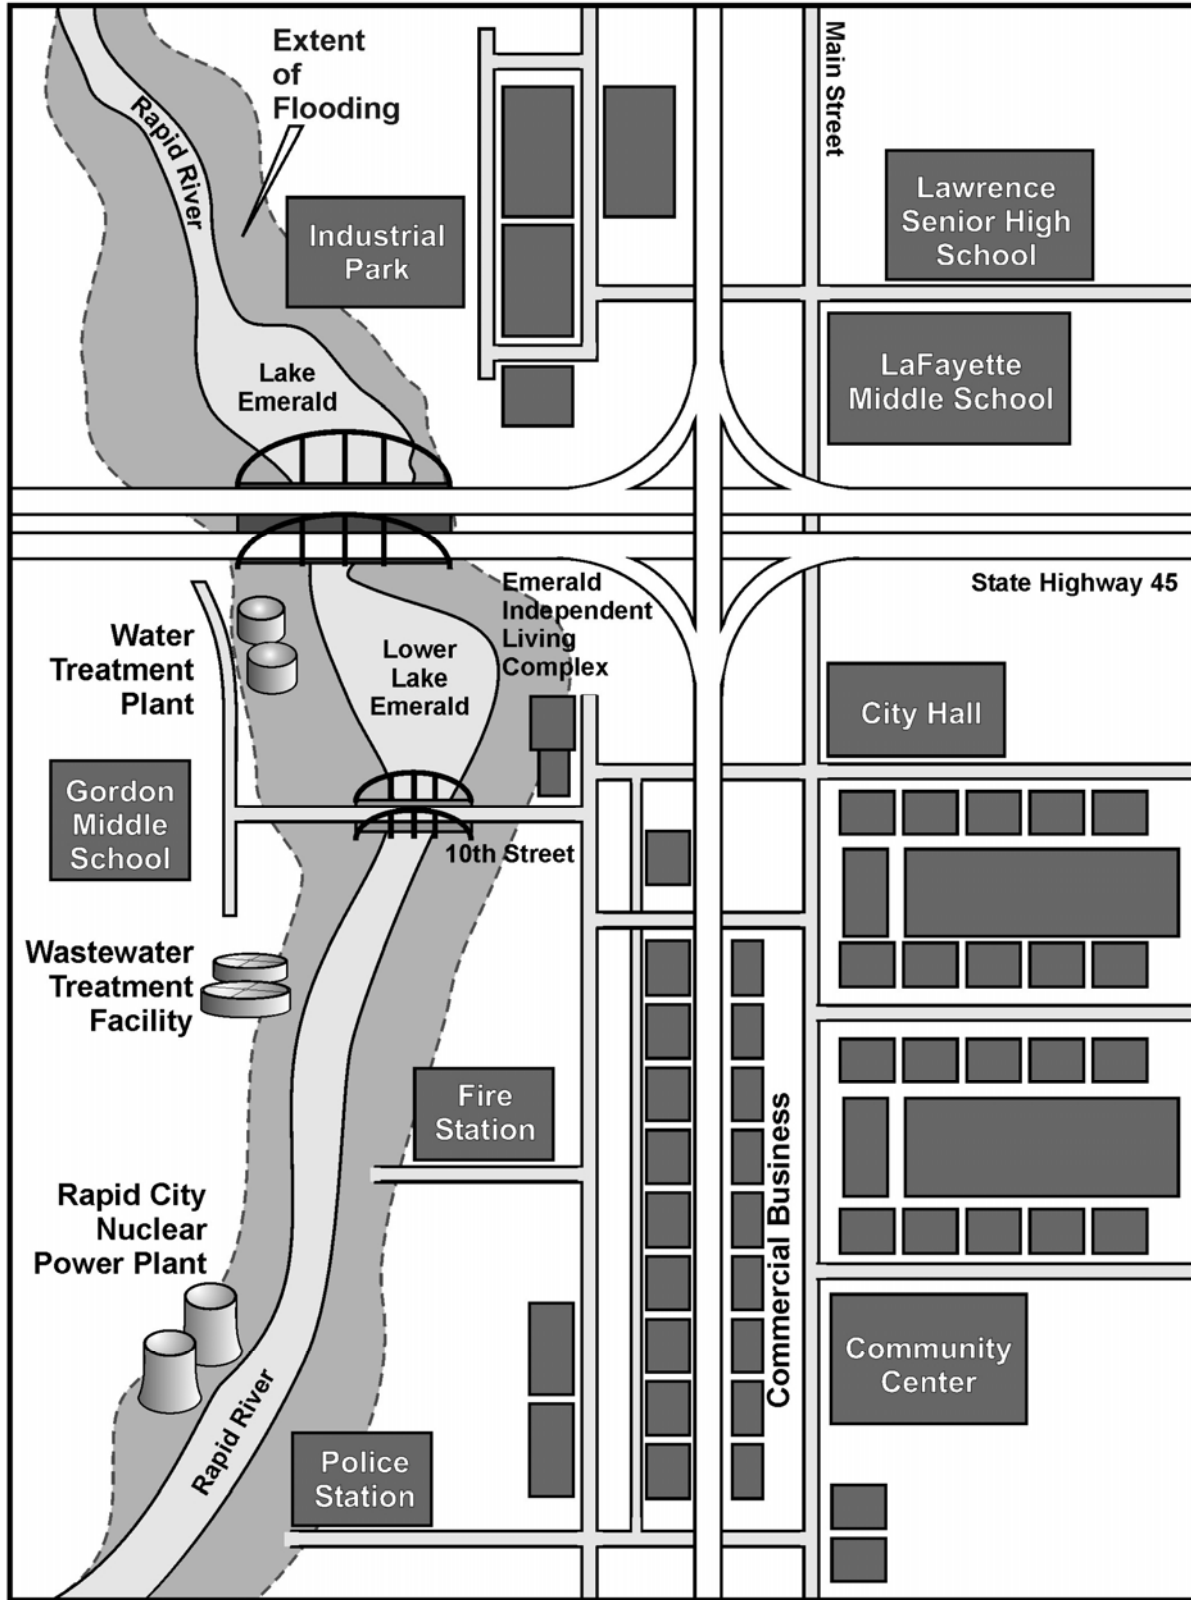 Extent
of
Flooding
Main Street
Rapid River
Lawrence
Senior High
School
Industrial
Park
LaFayette
Middle School
Lake
Emerald
State Highway 45
Emerald
Independent
Living
Complex
Water
Treatment
Plant
Lower
Lake
Emerald
City Hall
Gordon
Middle
School
10th Street
Wastewater
Treatment
Facility
Fire
Station
Commercial Business
Rapid City
Nuclear
Power Plant
Community
Center
Rapid River
Police
Station